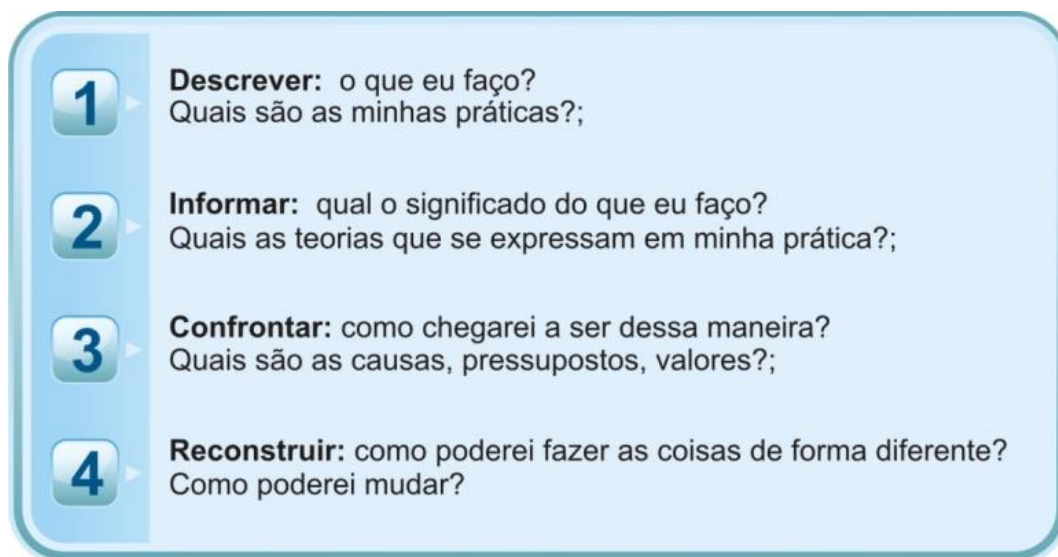 1
Descrever: o que eu faço?
Quais são as minhas práticas?;
2
Informar: qual o significado do que eu faço?
Quais as teorias que se expressam em minha prática?;
3
Confrontar: como chegarei a ser dessa maneira?
Quais são as causas, pressupostos, valores?;
4
Reconstruir: como poderei fazer as coisas de forma diferente?
Como poderei mudar?